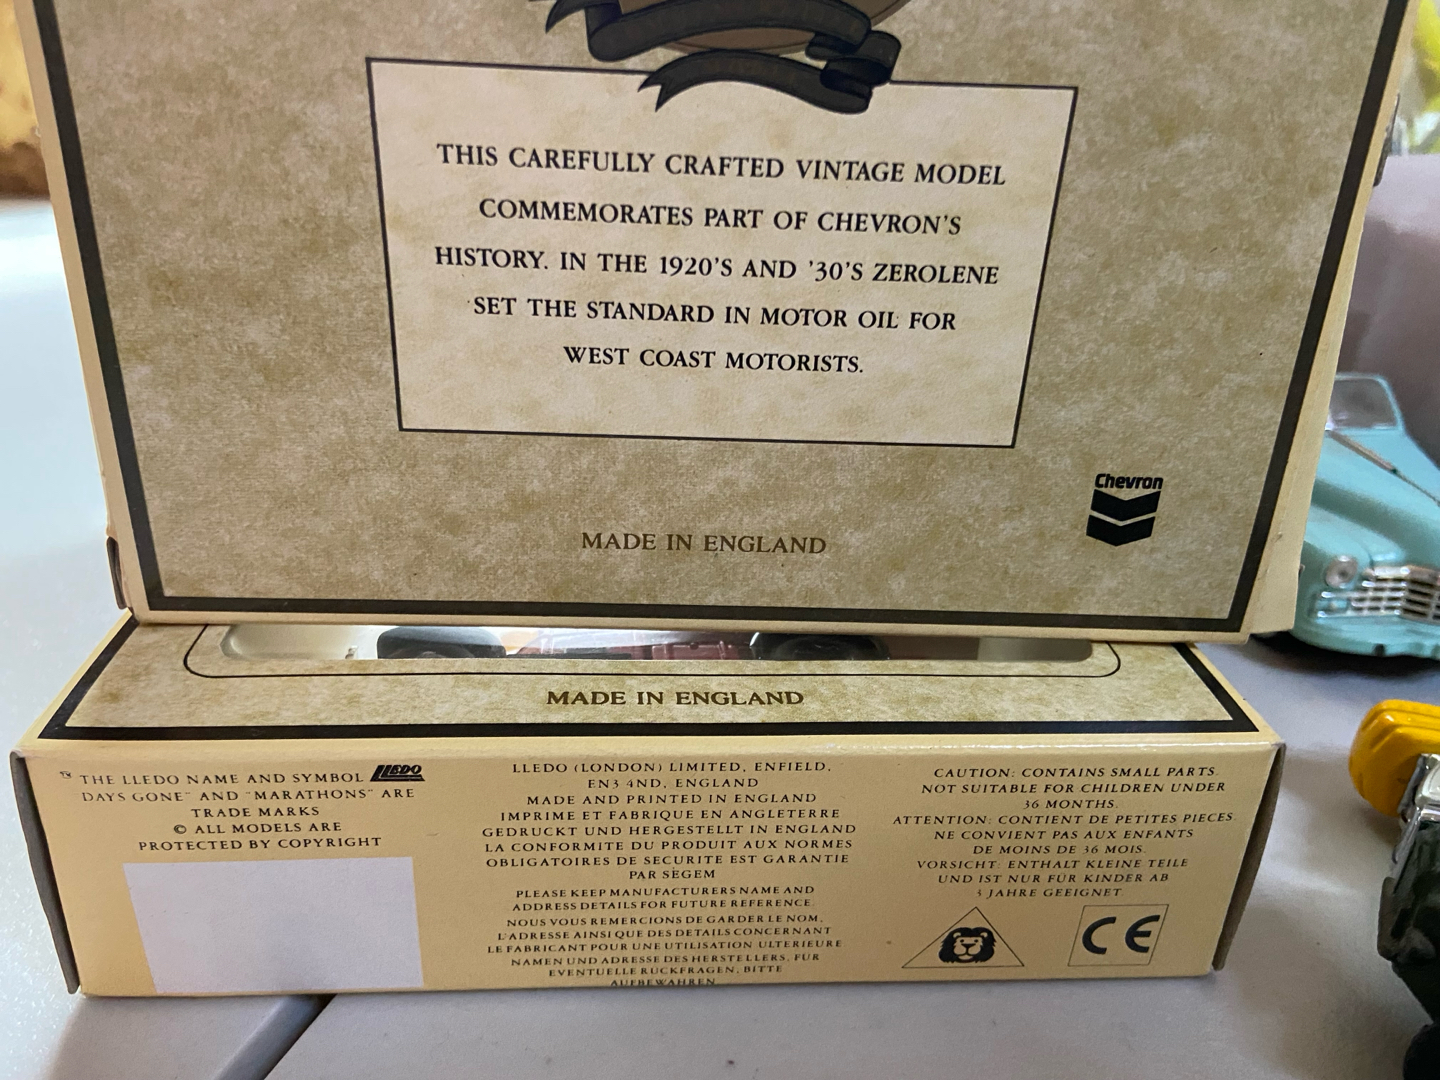 THIS CAREFULLY CRAFTED VINTAGE MODEL
COMMEMORATES PART OF CHEVRON'S
HISTORY. IN THE 1920'S AND '30'S ZEROLENE
SET THE STANDARD IN MOTOR OIL FOR
WEST COAST MOTORISTS.
Chevron
MADE IN ENGLAND
MADE IN ENGLAND
™ THE LLEDO NAME AND SYMBOL LLEDO
DAYS GONE" AND "MARATHONS" ARE
TRADE MARKS
© ALL MODELS ARE
PROTECTED BY COPYRIGHT
LLEDO (LONDON) LIMITED, ENFIELD,
EN3 4ND, ENGLAND
MADE AND PRINTED IN ENGLAND
IMPRIME ET FABRIQUE EN ANGLETERRE
GEDRUCKT UND HERGESTELLT IN ENGLAND
LA CONFORMITE DU PRODUIT AUX NORMES
OBLIGATOIRES DE SECURITE EST GARANTIE
PAR SEGEM
PLEASE KEEP MANUFACTURERS NAME AND
ADDRESS DETAILS FOR FUTURE REFERENCE.
NOUS VOUS REMERCIONS DE GARDER LE NOM,
L'ADRESSE AINSI QUE DES DETAILS CONCERNANT
LE FABRICANT POUR UNE UTILISATION ULTERIEURE
NAMEN UND ADRESSE DES HERSTELLERS, FUR
EVENTUELLE RUCKFRAGEN, BITTE
AUFBEWAHREN
CAUTION: CONTAINS SMALL PARTS.
NOT SUITABLE FOR CHILDREN UNDER
36 MONTHS.
ATTENTION: CONTIENT DE PETITES PIECES.
NE CONVIENT PAS AUX ENFANTS
DE MOINS DE 36 MOIS.
VORSICHT: ENTHALT KLEINE TEILE
UND IST NUR FÜR KINDER AB
3 JAHRE GEEIGNET.
CE